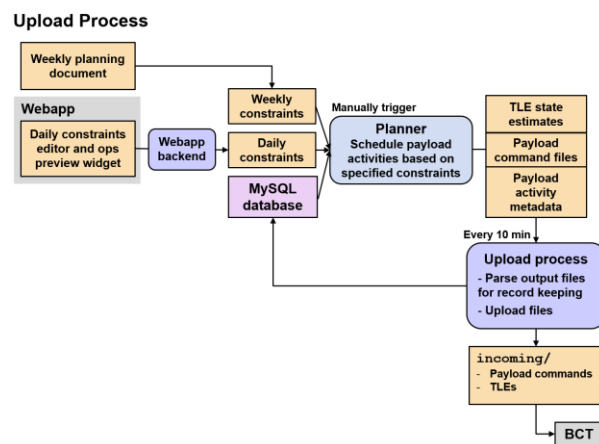 Upload Process
Weekly planning
document
Webapp
Daily constraints
editor and ops
preview widget
Webapp
backend
Weekly
constraints
Daily
constraints
MySQL
database
Manually trigger
Planner
Schedule payload
activities based on
specified constraints
TLE state
estimates
Payload
command files
Payload
activity
metadata
Every 10 min
Upload process
- Parse output files
for record keeping
- Upload files
incoming/
- Payload commands
- TLEs
BCT